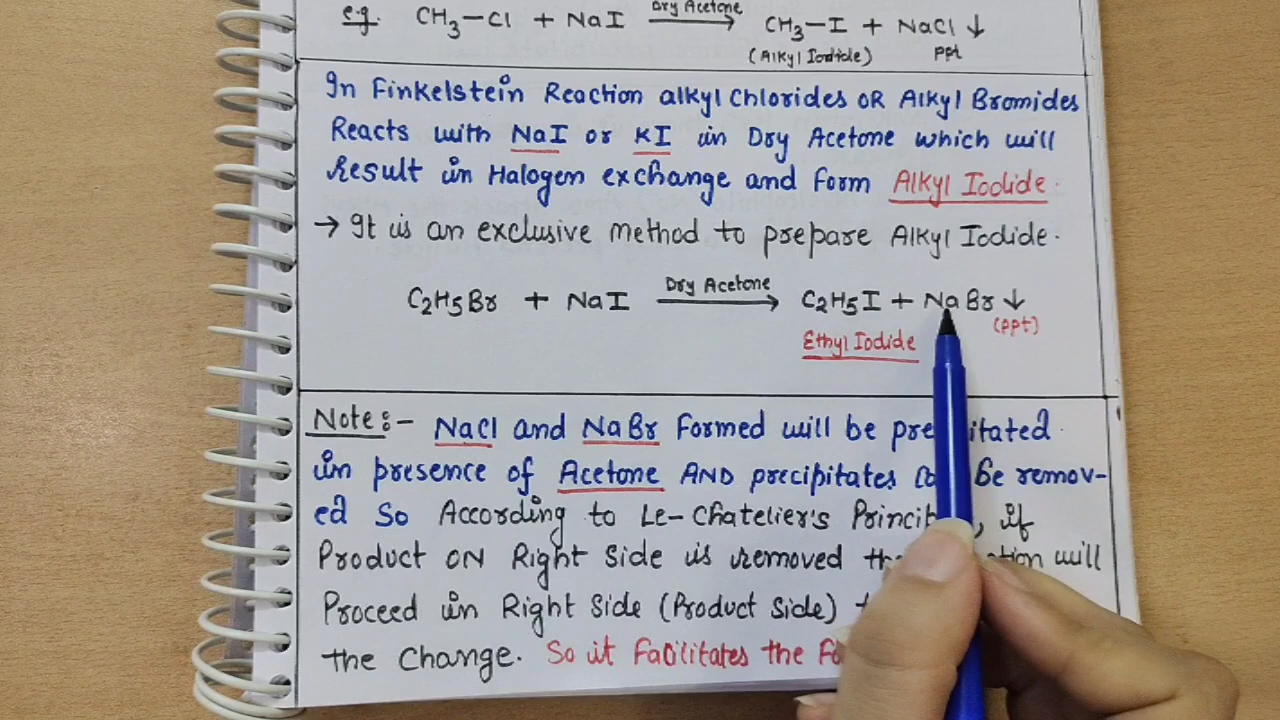 e.g. CH3-Cl + NaI Dry Acetone → CH3-I + NaCl ↓
(Alkyl Iodide) ppt
In Finkelstein Reaction alkyl Chlorides OR Alkyl Bromides
Reacts with NaI or KI in Dry Acetone which will
Result in Halogen exchange and form Alkyl Iodide.
→ It is an exclusive method to prepare Alkyl Iodide.
C2H5Br + NaI Dry Acetone → C2H5I + NaBr ↓
Ethyl Iodide (ppt)
Note:- NaCl and NaBr Formed will be pre itated
in presence of Acetone AND precipitates be remov-
ed So According to Le-Chatelier's Princip , if
Product ON Right Side is removed th tion will
Proceed in Right Side (Product Side) t
the Change. So it Facilitates the Fo